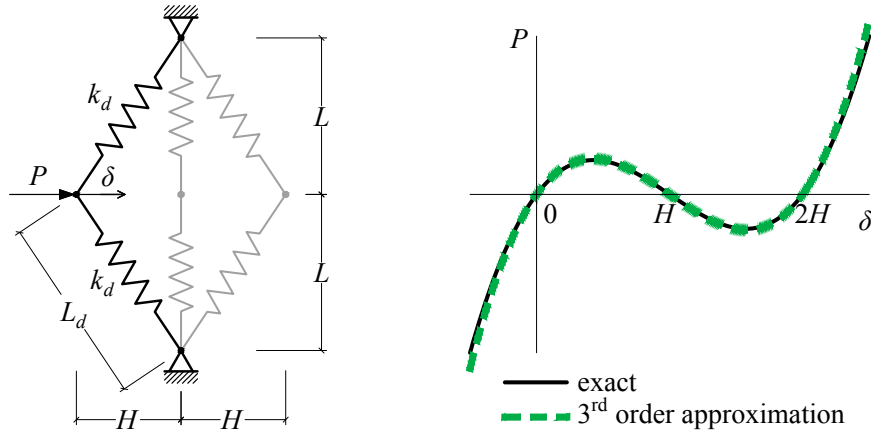 k_d
L
P
δ
k_d
L
L_d
H
H
P
0
H
2H
δ
exact
3rd order approximation